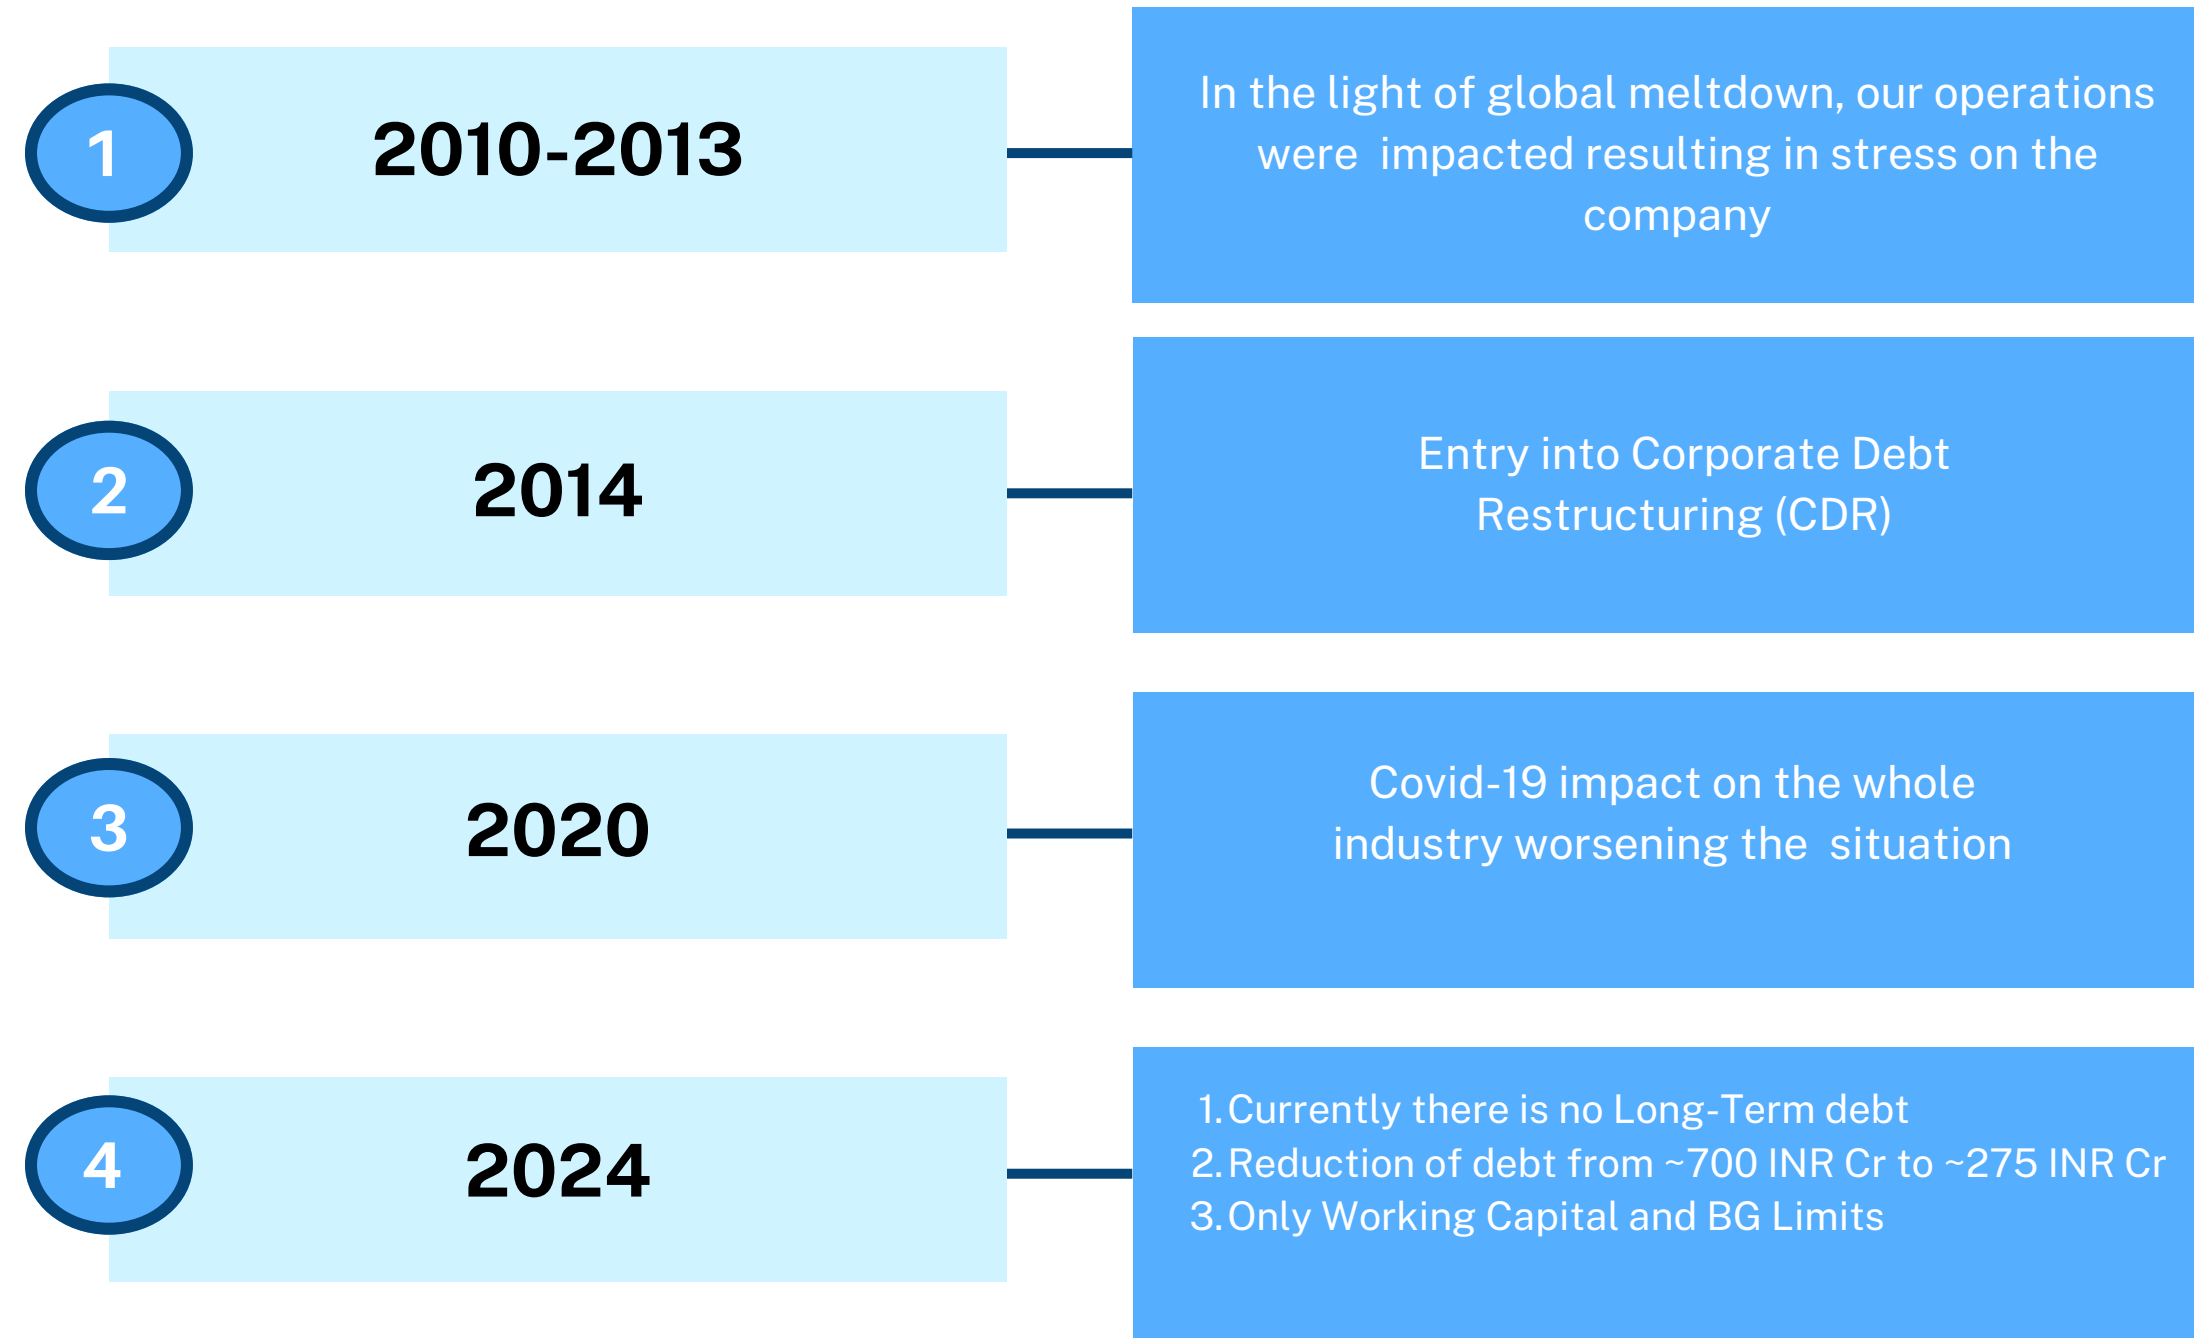 1
2010-2013
In the light of global meltdown, our operations
were  impacted resulting in stress on the
company
2
2014
Entry into Corporate Debt
Restructuring (CDR)
3
2020
Covid-19 impact on the whole
industry worsening the  situation
4
2024
1. Currently there is no Long-Term debt
2. Reduction of debt from ~700 INR Cr to ~275 INR Cr
3. Only Working Capital and BG Limits